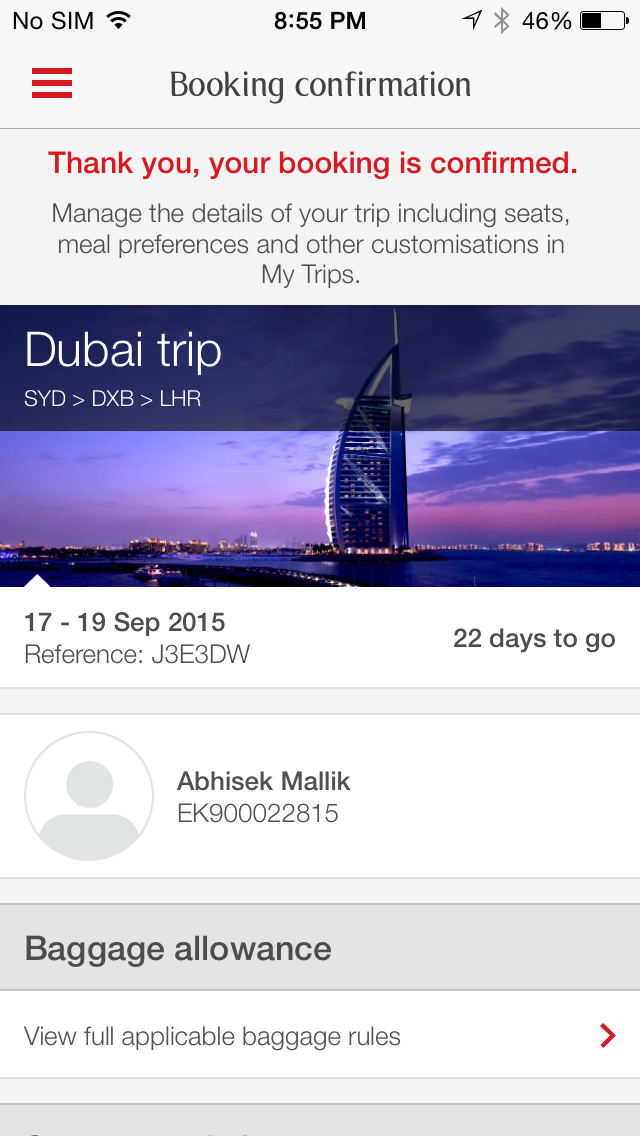 No SIM 8:55 PM 46%
Booking confirmation
Thank you, your booking is confirmed.
Manage the details of your trip including seats,
meal preferences and other customisations in
My Trips.
Dubai trip
SYD > DXB > LHR
17 - 19 Sep 2015
22 days to go
Reference: J3E3DW
Abhisek Mallik
EK900022815
Baggage allowance
View full applicable baggage rules